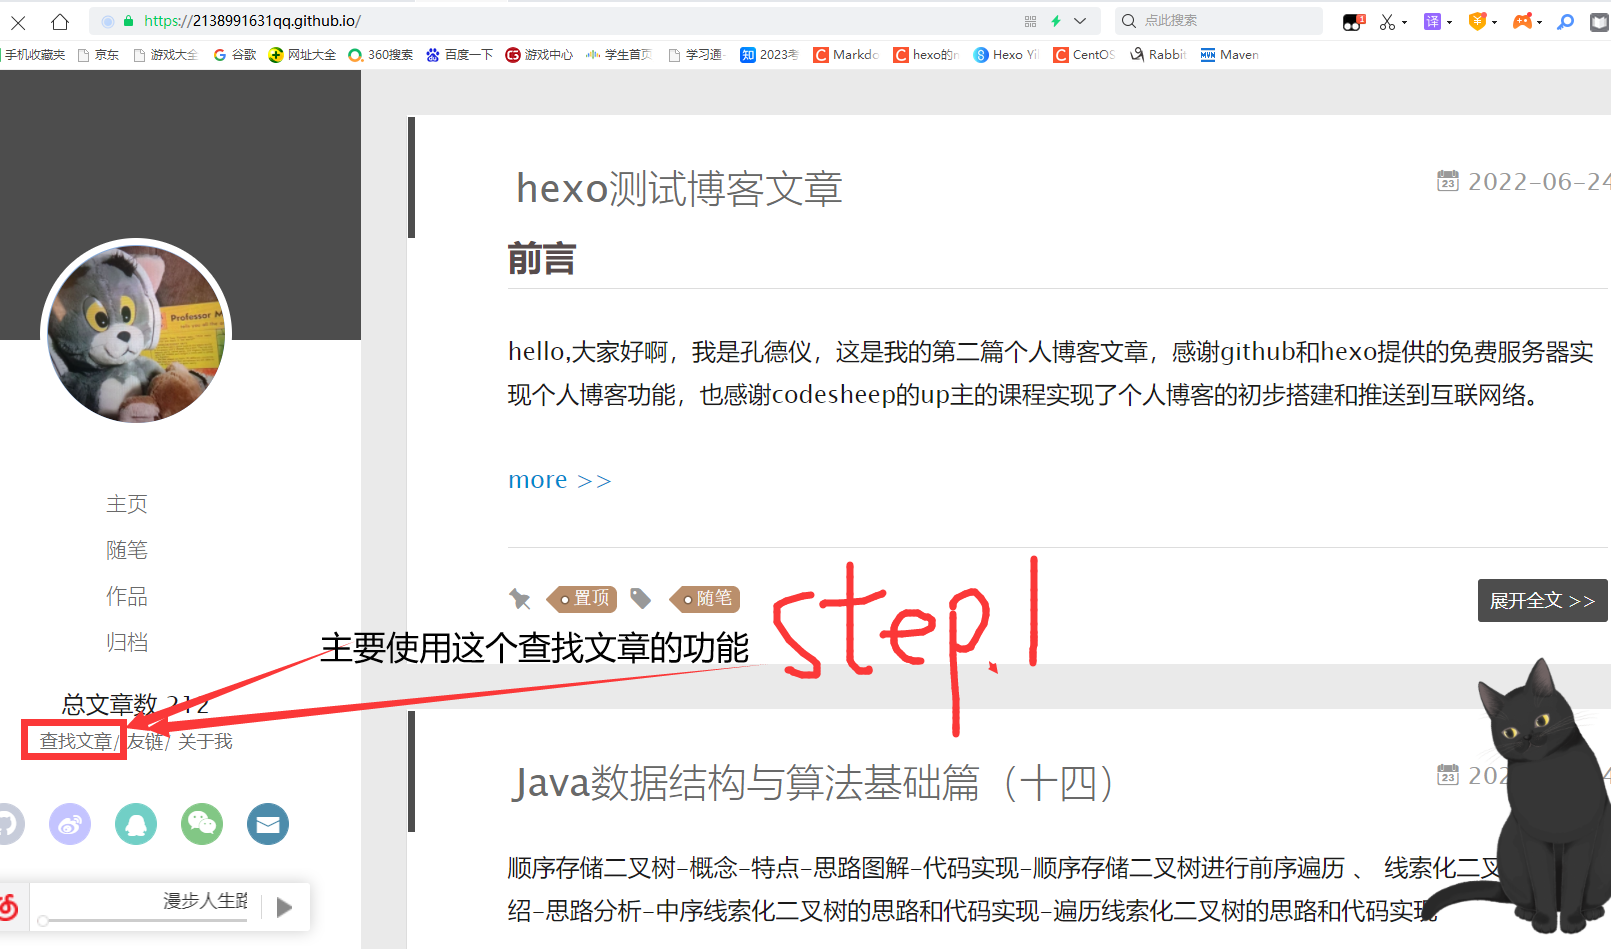 https://2138991631qq.github.io/
点此搜索
1
译
手机收藏夹 京东 游戏大全 谷歌 网址大全 360搜索 百度一下 游戏中心 学生首页 学习通- 知 2023考 Markdo hexo的n Hexo Yi CentOS Rabbit Maven
hexo测试博客文章
23 2022-06-24
前言
Professor M
hello,大家好啊，我是孔德仪，这是我的第二篇个人博客文章，感谢github和hexo提供的免费服务器实
现个人博客功能，也感谢codesheep的up主的课程实现了个人博客的初步搭建和推送到互联网络。
more >>
主页
随笔
作品
归档
置顶 随笔
展开全文 >>
step.1
主要使用这个查找文章的功能
总文章数 212
查找文章/ 友链/ 关于我
Java数据结构与算法基础篇（十四）
23 202
顺序存储二叉树-概念-特点-思路图解-代码实现-顺序存储二叉树进行前序遍历 、 线索化二叉
绍-思路分析-中序线索化二叉树的思路和代码实现-遍历线索化二叉树的思路和代码实现
漫步人生路